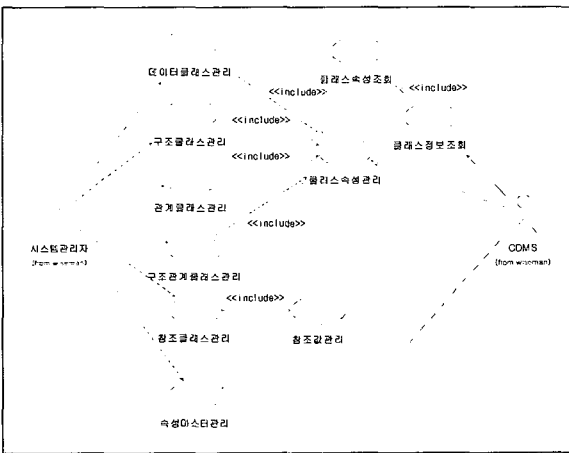 데이터클래스관리
클래스속성조회
<<include>>
<<include>>
<<include>>
구조클래스관리
클래스정보조회
<<include>>
클래스속성관리
관계클래스관리
<<include>>
시스템관리자
(from wiseman)
CDMS
(from wiseman)
구조관계클래스관리
<<include>>
참조클래스관리
참조값관리
속성마스터관리